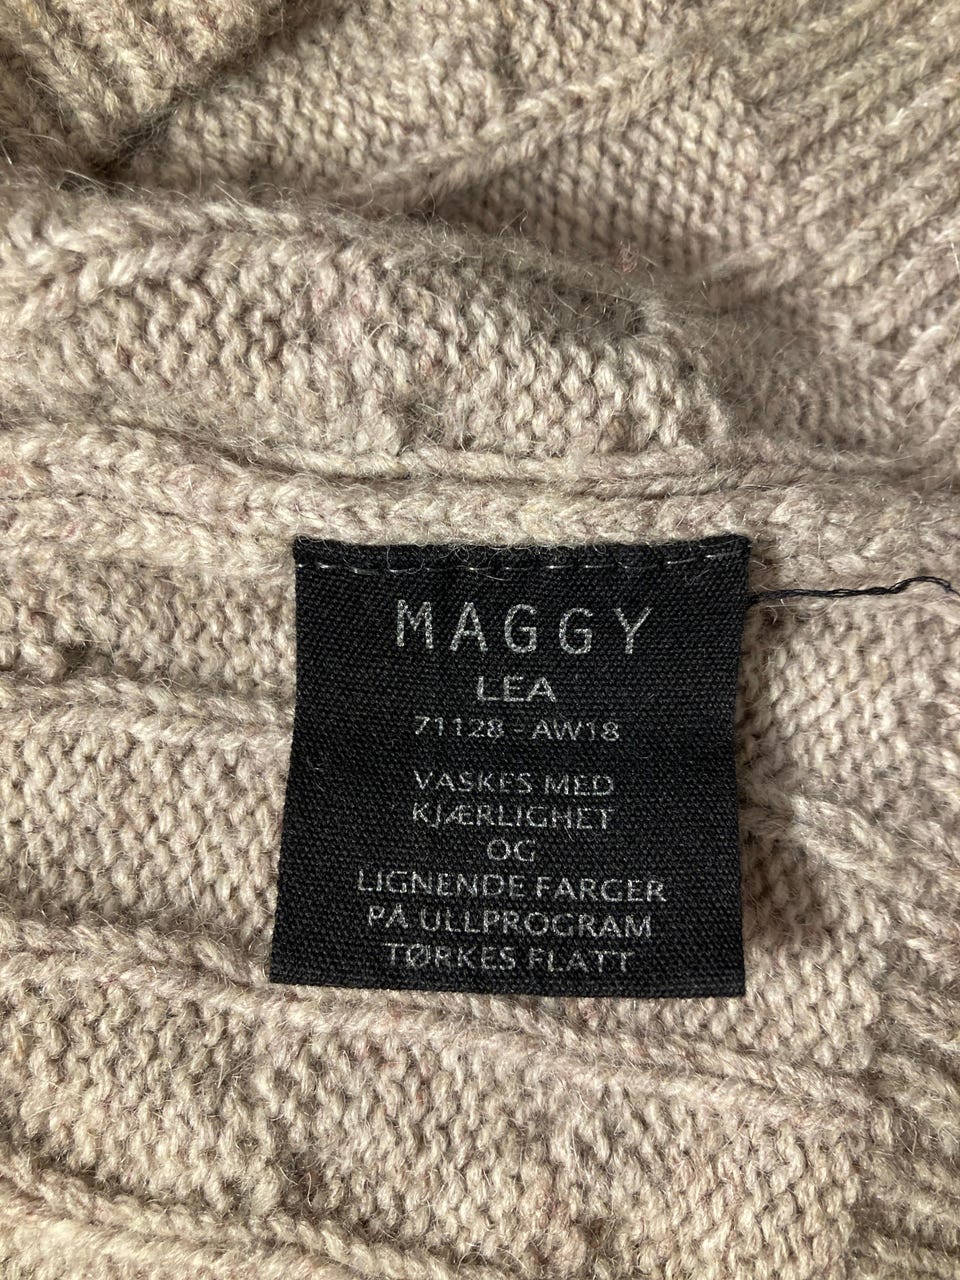 MAGGY
LEA
71128 - AW18
VASKES MED
KJÆRLIGHET
OG
LIGNENDE FARGER
PÅ ULLPROGRAM
TØRKES FLATT